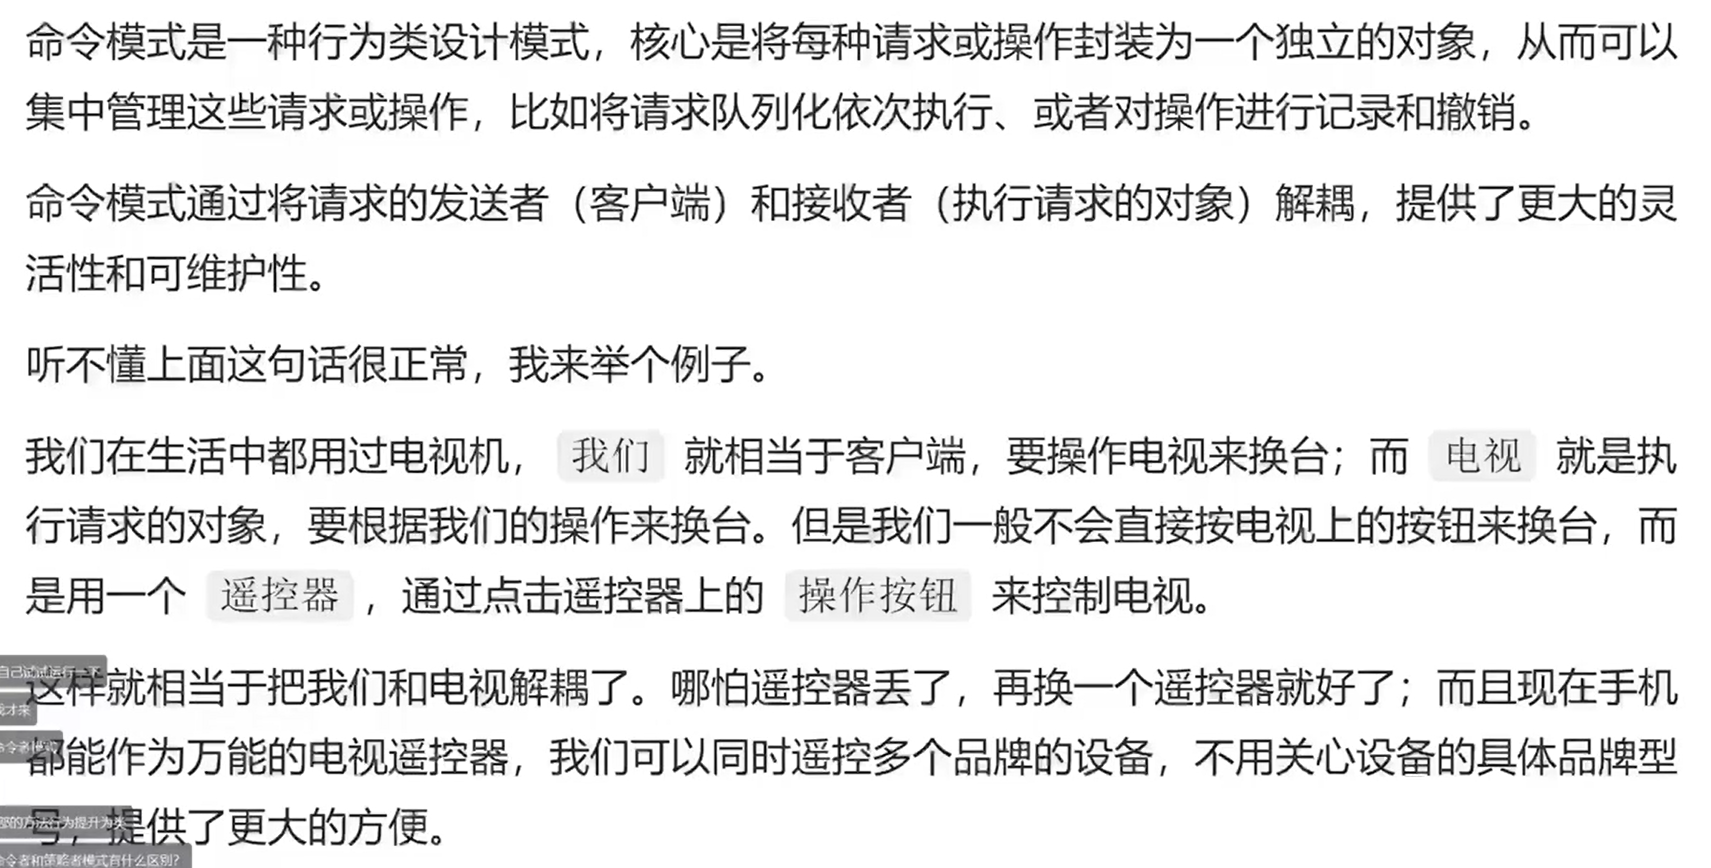 命令模式是一种行为类设计模式，核心是将每种请求或操作封装为一个独立的对象，从而可以
集中管理这些请求或操作，比如将请求队列化依次执行、或者对操作进行记录和撤销。
命令模式通过将请求的发送者（客户端）和接收者（执行请求的对象）解耦，提供了更大的灵
活性和可维护性。
听不懂上面这句话很正常，我来举个例子。
我们在生活中都用过电视机， 我们 就相当于客户端，要操作电视来换台；而 电视 就是执
行请求的对象，要根据我们的操作来换台。但是我们一般不会直接按电视上的按钮来换台，而
是用一个 遥控器 ，通过点击遥控器上的 操作按钮 来控制电视。
自己试试运行一下
这样就相当于把我们和电视解耦了。哪怕遥控器丢了，再换一个遥控器就好了；而且现在手机
才来
令者模式
都能作为万能的电视遥控器，我们可以同时遥控多个品牌的设备，不用关心设备的具体品牌型
的方法行为提升为类
号，提供了更大的方便。
令者和策略者模式有什么区别?